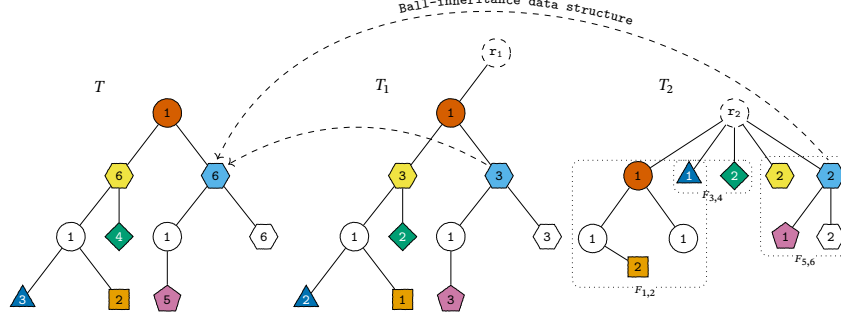 Ball-inheritance data structure
r₁
T T₁ T₂
1 1 r₂
6 6 3 3 1 1 2 2 2
F₃,₄
1 4 1 6 1 2 1 3 1 1 1 2
2
F₅,₆
3 2 5 2 1 3
F₁,₂